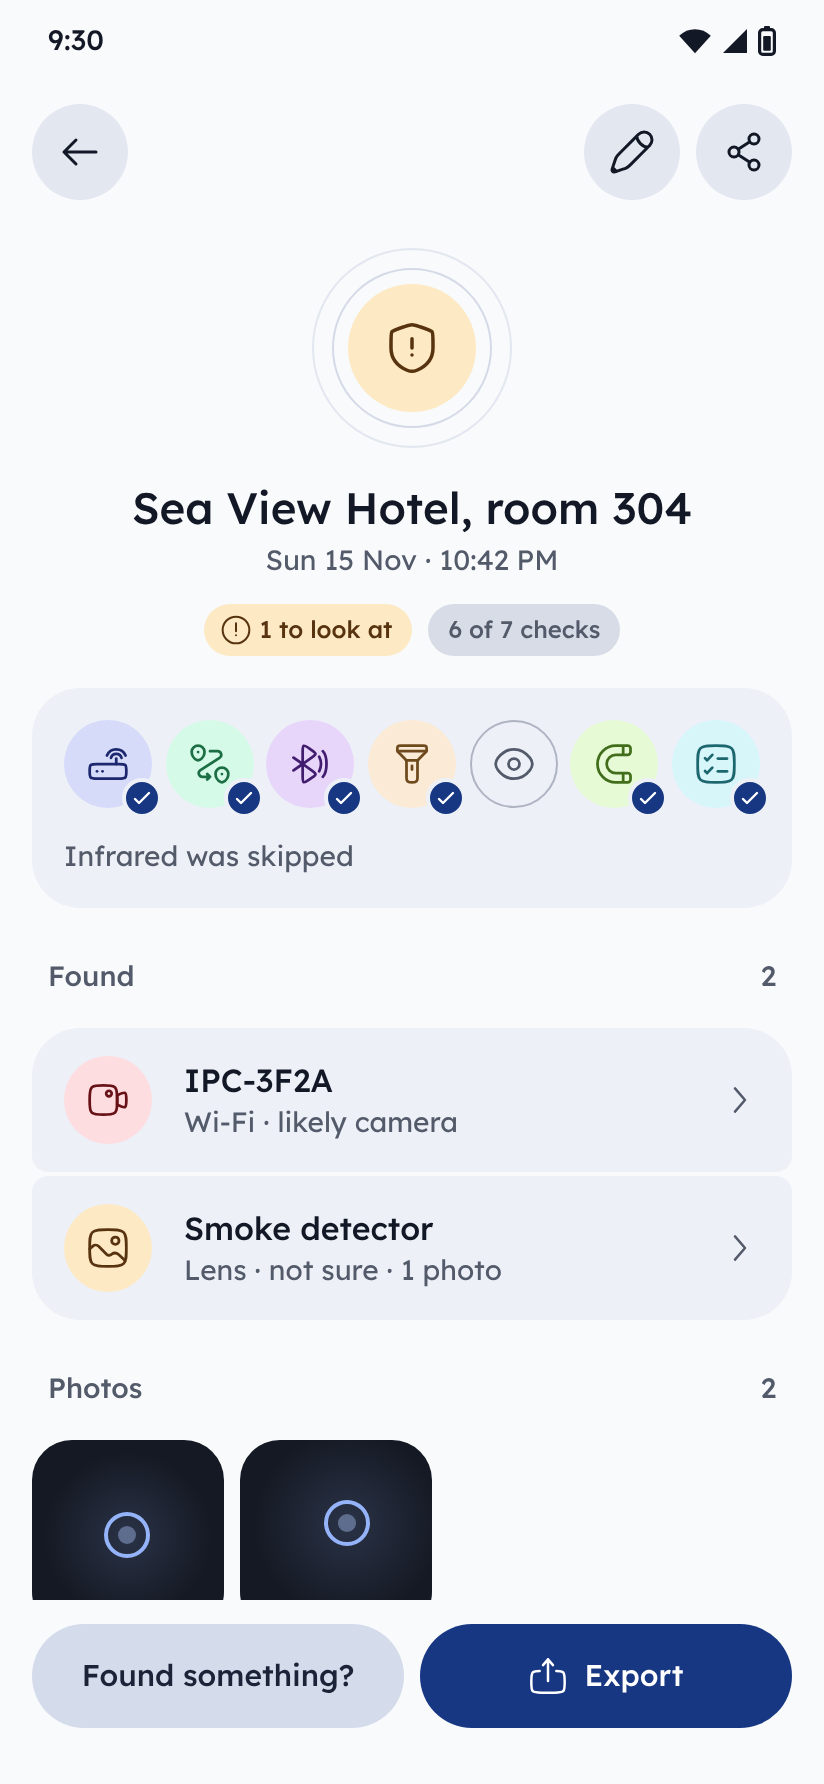 9:30
Sea View Hotel, room 304
Sun 15 Nov · 10:42 PM
1 to look at
6 of 7 checks
Infrared was skipped
Found
2
IPC-3F2A
Wi-Fi · likely camera
Smoke detector
Lens · not sure · 1 photo
Photos
2
Found something?
Export